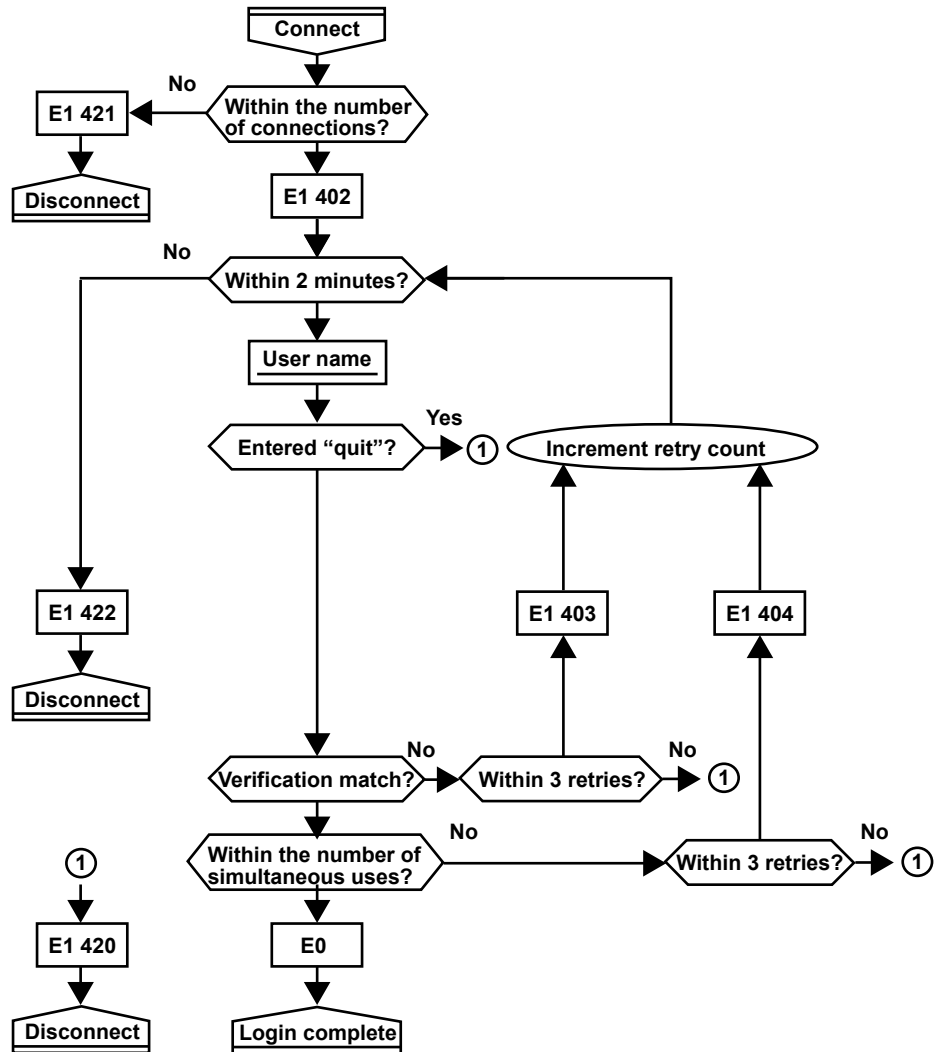 Connect
No
Within the number
of connections?
E1 421
Disconnect
E1 402
No
Within 2 minutes?
User name
Entered “quit”?
Yes
1
Increment retry count
E1 422
Disconnect
E1 403
E1 404
Verification match?
No
Within 3 retries?
No
1
Within the number of
simultaneous uses?
No
Within 3 retries?
No
1
1
E1 420
Disconnect
E0
Login complete